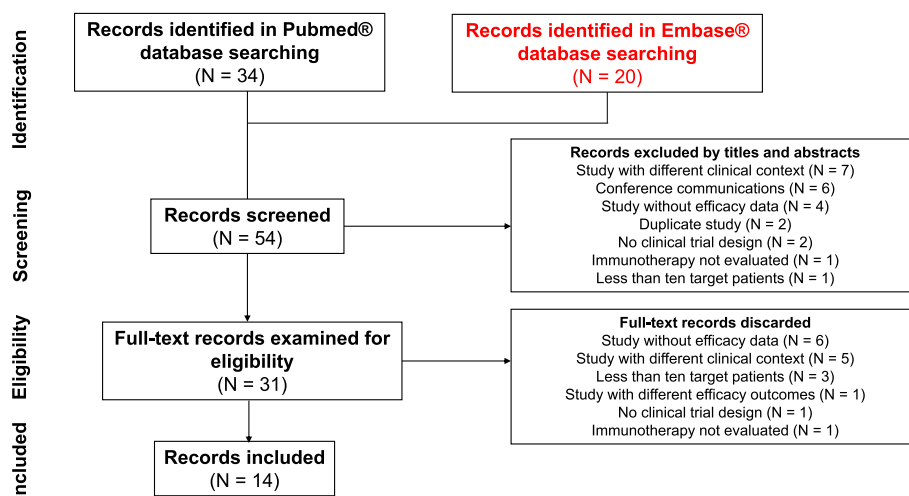 Identification
Records identified in Pubmed®
database searching
(N = 34)
Records identified in Embase®
database searching
(N = 20)
Screening
Records screened
(N = 54)
Records excluded by titles and abstracts
Study with different clinical context (N = 7)
Conference communications (N = 6)
Study without efficacy data (N = 4)
Duplicate study (N = 2)
No clinical trial design (N = 2)
Immunotherapy not evaluated (N = 1)
Less than ten target patients (N = 1)
Eligibility
Full-text records examined for
eligibility
(N = 31)
Full-text records discarded
Study without efficacy data (N = 6)
Study with different clinical context (N = 5)
Less than ten target patients (N = 3)
Study with different efficacy outcomes (N = 1)
No clinical trial design (N = 1)
Immunotherapy not evaluated (N = 1)
ncluded
Records included
(N = 14)